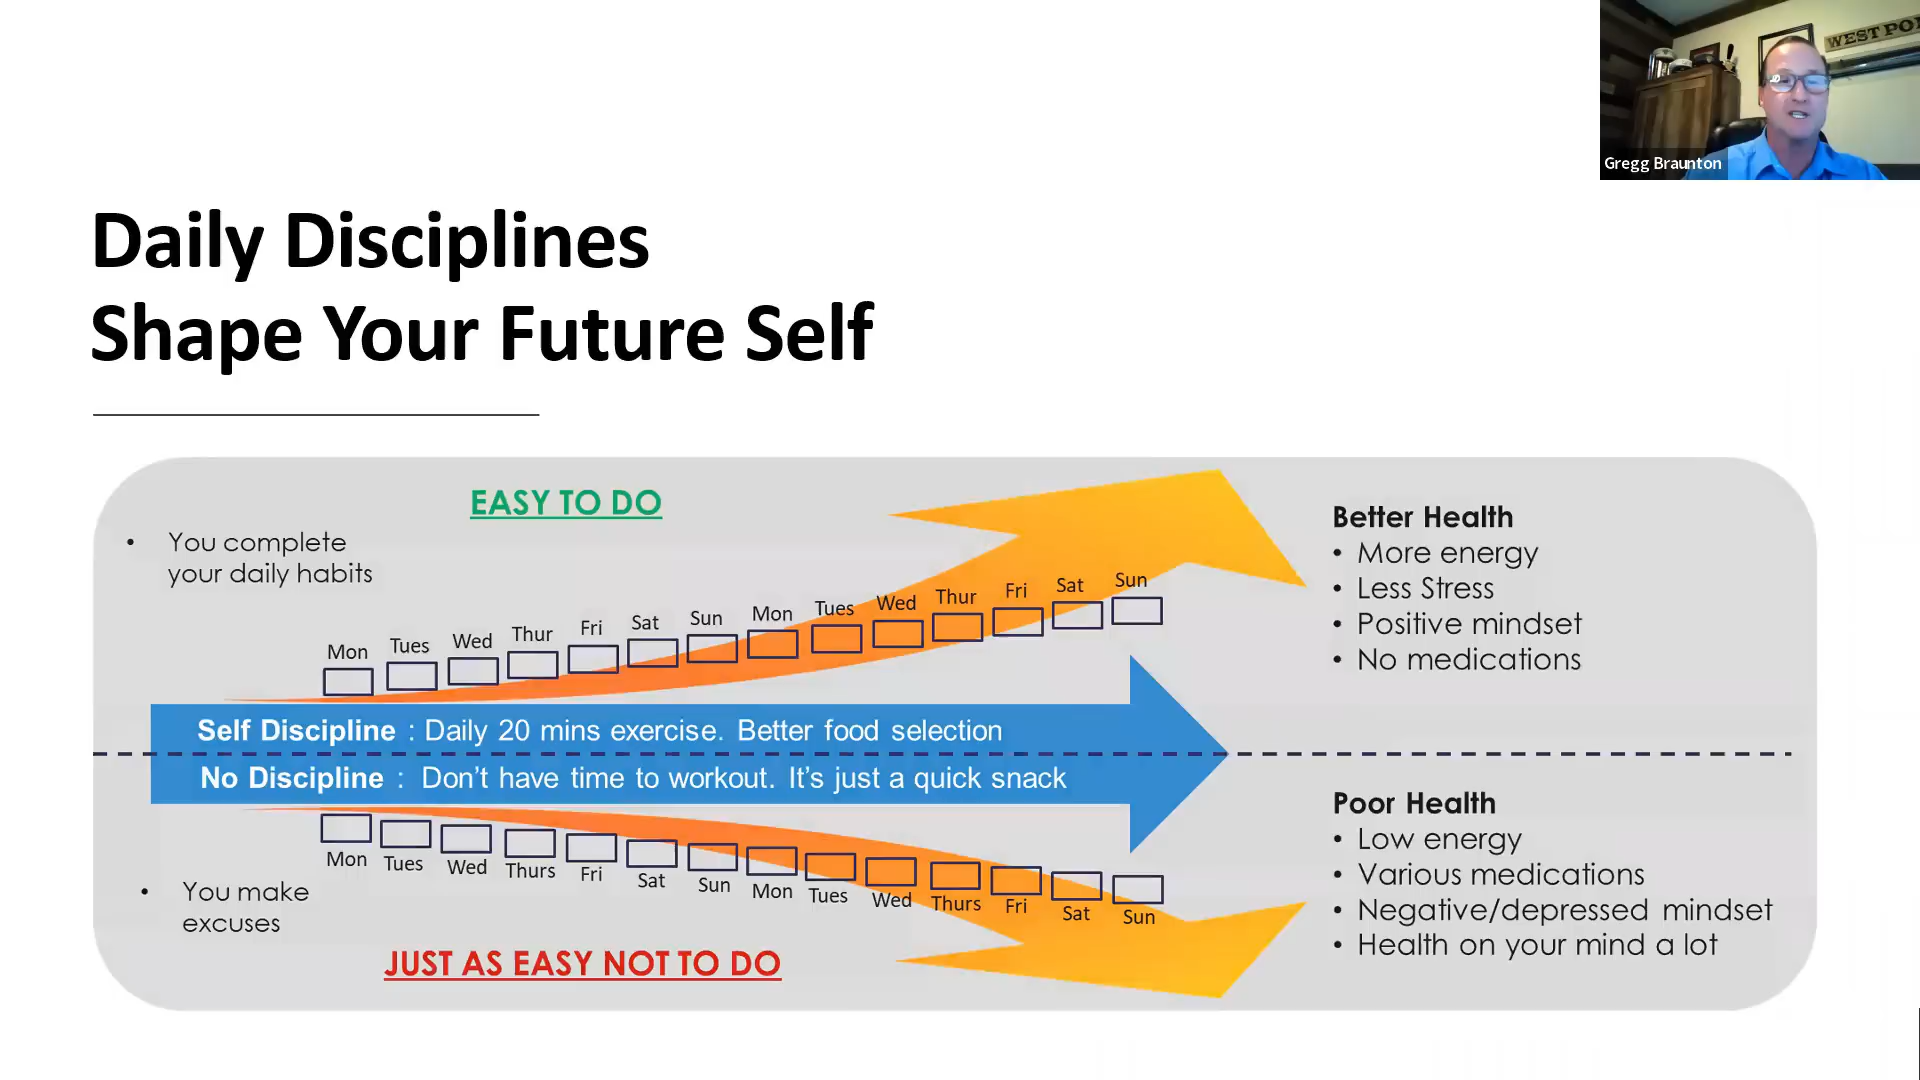 WEST PO
Gregg Braunton
Daily Disciplines
Shape Your Future Self
EASY TO DO
• You complete
your daily habits
Mon Tues Wed Thur Fri Sat Sun Mon Tues Wed Thur Fri Sat Sun
Better Health
• More energy
• Less Stress
• Positive mindset
• No medications
Self Discipline : Daily 20 mins exercise. Better food selection
No Discipline : Don't have time to workout. It's just a quick snack
Mon Tues Wed Thurs Fri Sat Sun Mon Tues Wed Thurs Fri Sat Sun
• You make
excuses
JUST AS EASY NOT TO DO
Poor Health
• Low energy
• Various medications
• Negative/depressed mindset
• Health on your mind a lot